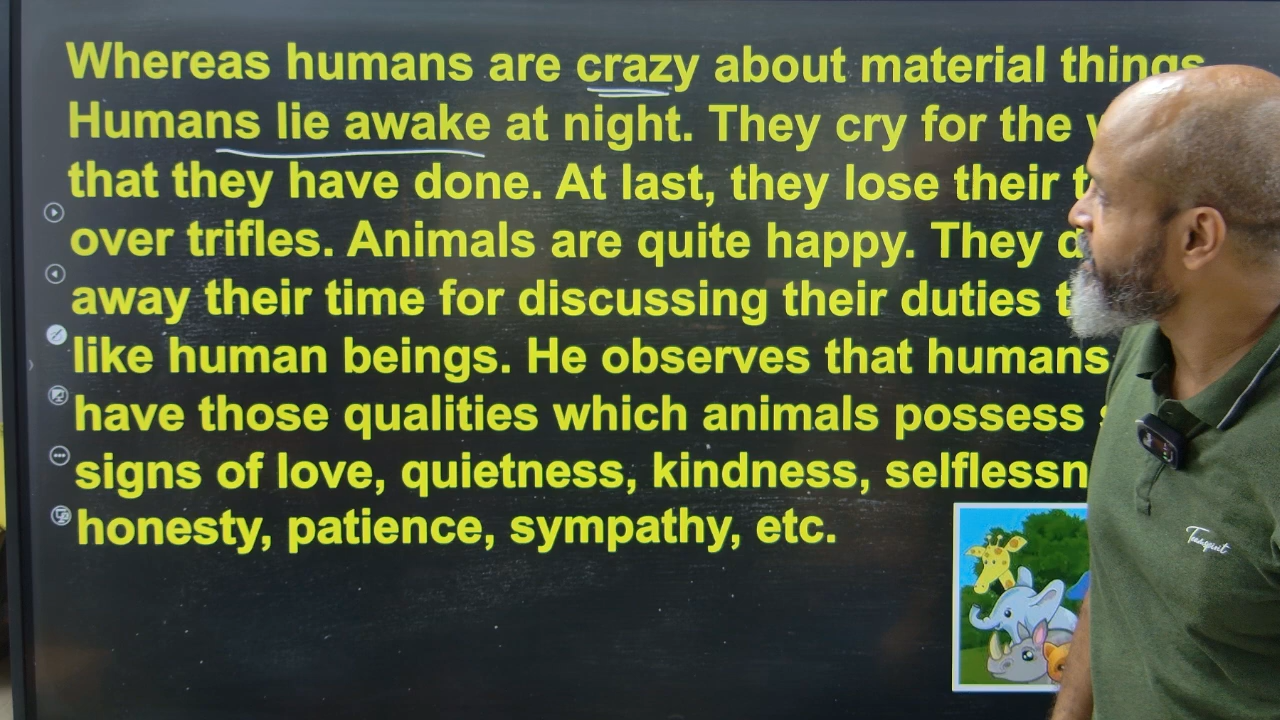 Whereas humans are crazy about material things
Humans lie awake at night. They cry for the
that they have done. At last, they lose their
over trifles. Animals are quite happy. They
away their time for discussing their duties
like human beings. He observes that humans
have those qualities which animals possess
signs of love, quietness, kindness,
honesty, patience, sympathy, etc.